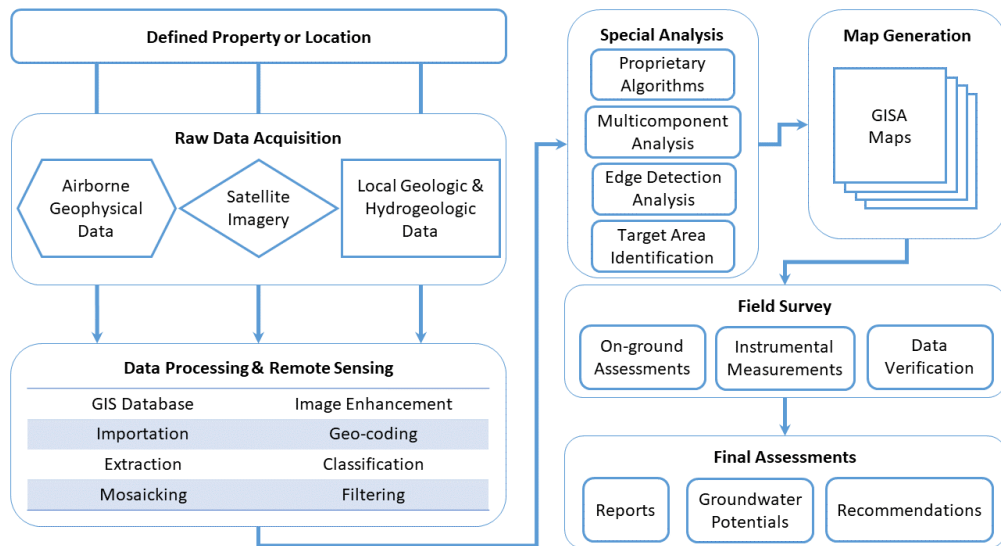 Defined Property or Location
Raw Data Acquisition
Airborne
Geophysical
Data
Satellite
Imagery
Local Geologic &
Hydrogeologic
Data
Data Processing & Remote Sensing
GIS Database
Image Enhancement
Importation
Geo-coding
Extraction
Classification
Mosaicking
Filtering
Special Analysis
Proprietary
Algorithms
Multicomponent
Analysis
Edge Detection
Analysis
Target Area
Identification
Map Generation
GISA
Maps
Field Survey
On-ground
Assessments
Instrumental
Measurements
Data
Verification
Final Assessments
Reports
Groundwater
Potentials
Recommendations